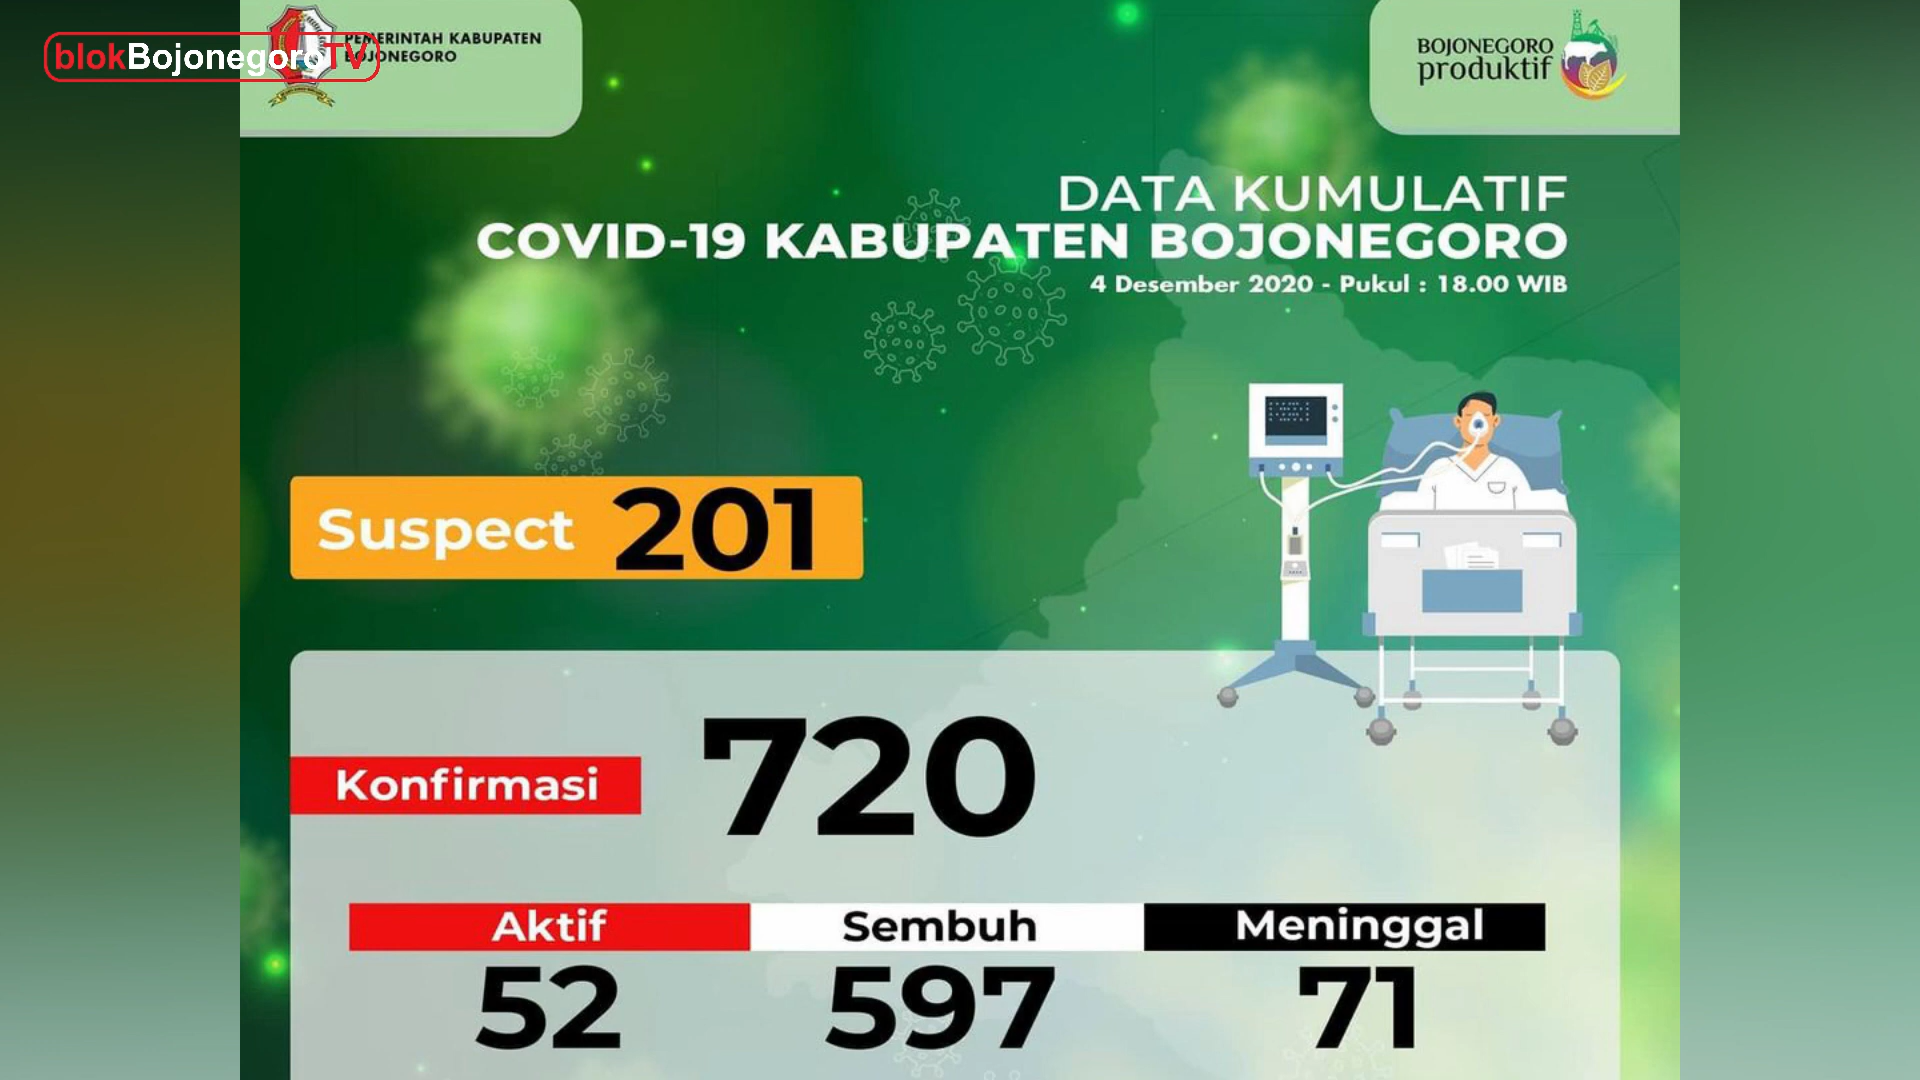 PEMERINTAH KABUPATEN
BOJONEGORO
blokBojonegoroTV
BOJONEGORO
produktif
DATA KUMULATIF
COVID-19 KABUPATEN BOJONEGORO
4 Desember 2020 - Pukul : 18.00 WIB
Suspect 201
Konfirmasi 720
Aktif Sembuh Meninggal
52 597 71